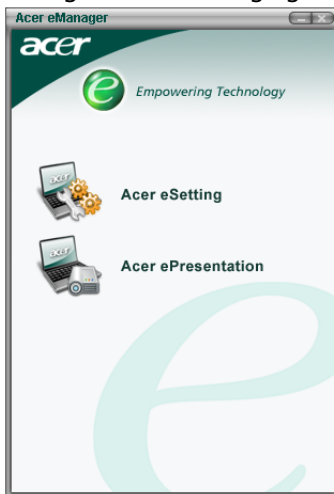 Acer eManager
acer
e Empowering Technology
Acer eSetting
Acer ePresentation